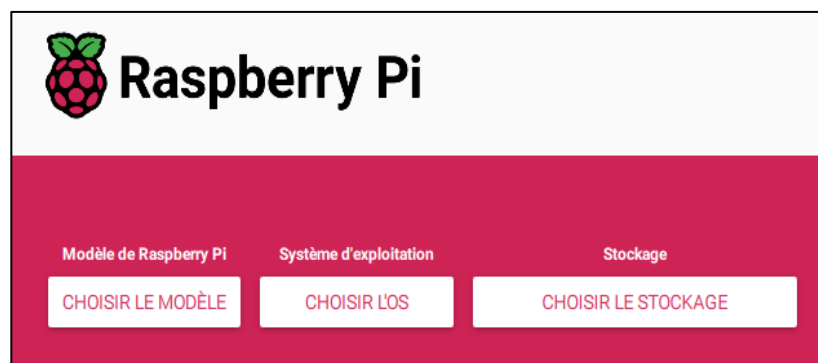 Raspberry Pi
Modèle de Raspberry Pi Système d'exploitation Stockage
CHOISIR LE MODÈLE CHOISIR L'OS CHOISIR LE STOCKAGE